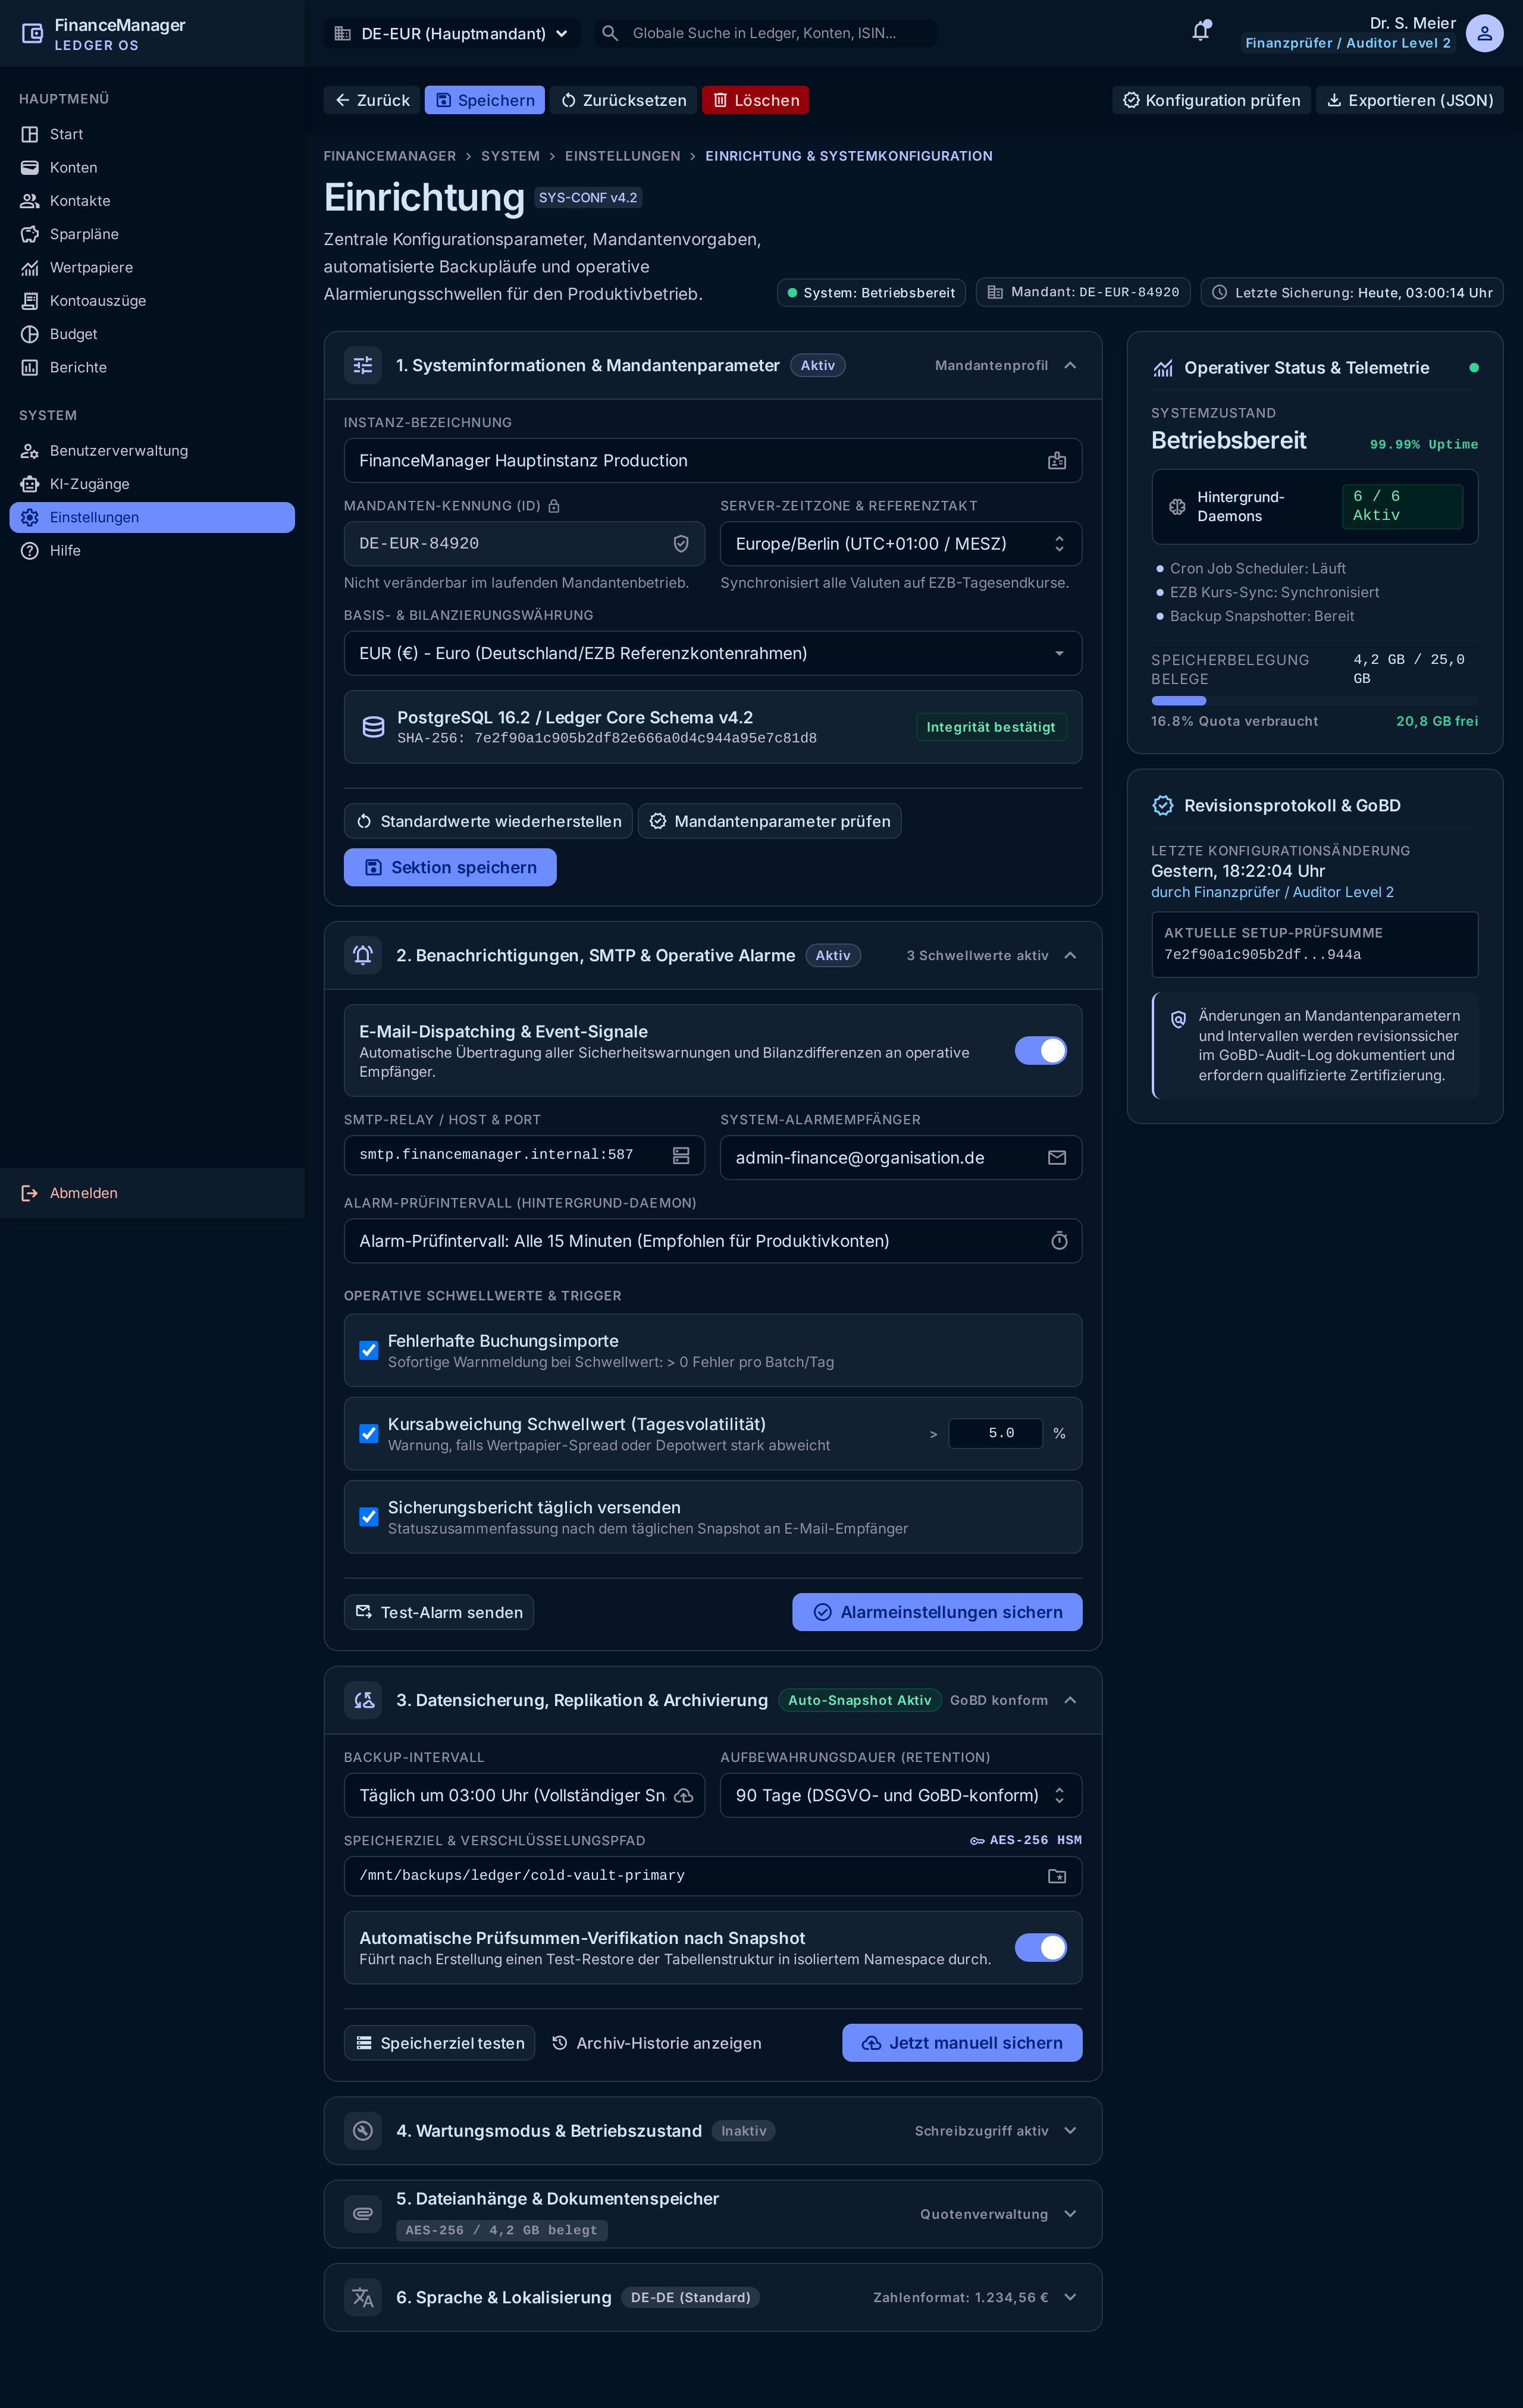 FinanceManager
LEDGER OS
HAUPTMENÜ
Start
Konten
Kontakte
Sparpläne
Wertpapiere
Kontoauszüge
Budget
Berichte
SYSTEM
Benutzerverwaltung
KI-Zugänge
Einstellungen
Hilfe
Abmelden
DE-EUR (Hauptmandant)
Globale Suche in Ledger, Konten, ISIN...
Dr. S. Meier
Finanzprüfer / Auditor Level 2
Zurück
Speichern
Zurücksetzen
Löschen
Konfiguration prüfen
Exportieren (JSON)
FINANCEMANAGER > SYSTEM > EINSTELLUNGEN > EINRICHTUNG & SYSTEMKONFIGURATION
Einrichtung
SYS-CONF v4.2
Zentrale Konfigurationsparameter, Mandantenvorgaben,
automatisierte Backupläufe und operative
Alarmierungsschwellen für den Produktivbetrieb.
System: Betriebsbereit
Mandant: DE-EUR-84920
Letzte Sicherung: Heute, 03:00:14 Uhr
1. Systeminformationen & Mandantenparameter
Aktiv
Mandantenprofil
INSTANZ-BEZEICHNUNG
FinanceManager Hauptinstanz Production
MANDANTEN-KENNUNG (ID)
DE-EUR-84920
Nicht veränderbar im laufenden Mandantenbetrieb.
SERVER-ZEITZONE & REFERENZTAKT
Europe/Berlin (UTC+01:00 / MESZ)
Synchronisiert alle Valuten auf EZB-Tagesendkurse.
BASIS- & BILANZIERUNGSWÄHRUNG
EUR (€) - Euro (Deutschland/EZB Referenzkontenrahmen)
PostgreSQL 16.2 / Ledger Core Schema v4.2
SHA-256: 7e2f90a1c905b2df82e666a0d4c944a95e7c81d8
Integrität bestätigt
Standardwerte wiederherstellen
Mandantenparameter prüfen
Sektion speichern
2. Benachrichtigungen, SMTP & Operative Alarme
Aktiv
3 Schwellwerte aktiv
E-Mail-Dispatching & Event-Signale
Automatische Übertragung aller Sicherheitswarnungen und Bilanzdifferenzen an operative
Empfänger.
SMTP-RELAY / HOST & PORT
smtp.financemanager.internal:587
SYSTEM-ALARMEMPFÄNGER
admin-finance@organisation.de
ALARM-PRÜFINTERVALL (HINTERGRUND-DAEMON)
Alarm-Prüfintervall: Alle 15 Minuten (Empfohlen für Produktivkonten)
OPERATIVE SCHWELLWERTE & TRIGGER
Fehlerhafte Buchungsimporte
Sofortige Warnmeldung bei Schwellwert: > 0 Fehler pro Batch/Tag
Kursabweichung Schwellwert (Tagesvolatilität)
Warnung, falls Wertpapier-Spread oder Depotwert stark abweicht
> 5.0 %
Sicherungsbericht täglich versenden
Statuszusammenfassung nach dem täglichen Snapshot an E-Mail-Empfänger
Test-Alarm senden
Alarmeinstellungen sichern
3. Datensicherung, Replikation & Archivierung
Auto-Snapshot Aktiv
GoBD konform
BACKUP-INTERVALL
Täglich um 03:00 Uhr (Vollständiger Sn
AUFBEWAHRUNGSDAUER (RETENTION)
90 Tage (DSGVO- und GoBD-konform)
SPEICHERZIEL & VERSCHLÜSSELUNGSPFAD
AES-256 HSM
/mnt/backups/ledger/cold-vault-primary
Automatische Prüfsummen-Verifikation nach Snapshot
Führt nach Erstellung einen Test-Restore der Tabellenstruktur in isoliertem Namespace durch.
Speicherziel testen
Archiv-Historie anzeigen
Jetzt manuell sichern
4. Wartungsmodus & Betriebszustand
Inaktiv
Schreibzugriff aktiv
5. Dateianhänge & Dokumentenspeicher
AES-256 / 4,2 GB belegt
Quotenverwaltung
6. Sprache & Lokalisierung
DE-DE (Standard)
Zahlenformat: 1.234,56 €
Operativer Status & Telemetrie
SYSTEMZUSTAND
Betriebsbereit
99.99% Uptime
Hintergrund-
Daemons
6 / 6
Aktiv
Cron Job Scheduler: Läuft
EZB Kurs-Sync: Synchronisiert
Backup Snapshotter: Bereit
SPEICHERBELEGUNG
BELEGE
4,2 GB / 25,0
GB
16.8% Quota verbraucht
20,8 GB frei
Revisionsprotokoll & GoBD
LETZTE KONFIGURATIONSÄNDERUNG
Gestern, 18:22:04 Uhr
durch Finanzprüfer / Auditor Level 2
AKTUELLE SETUP-PRÜFSUMME
7e2f90a1c905b2df...944a
Änderungen an Mandantenparametern
und Intervallen werden revisionssicher
im GoBD-Audit-Log dokumentiert und
erfordern qualifizierte Zertifizierung.